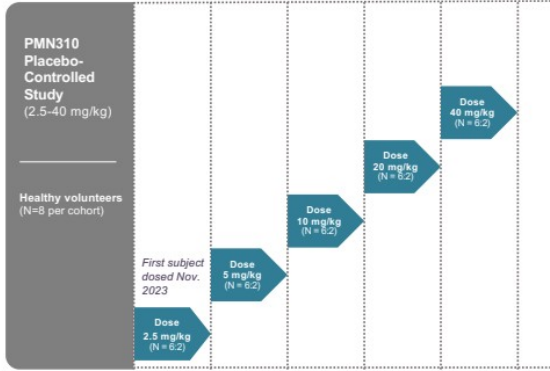 PMN310
Placebo-
Controlled
Study
(2.5-40 mg/kg)
Healthy volunteers
(N=8 per cohort)
First subject
dosed Nov.
2023
Dose
2.5 mg/kg
(N = 6:2)
Dose
5 mg/kg
(N = 6:2)
Dose
10 mg/kg
(N = 6:2)
Dose
20 mg/kg
(N = 6:2)
Dose
40 mg/kg
(N = 6:2)